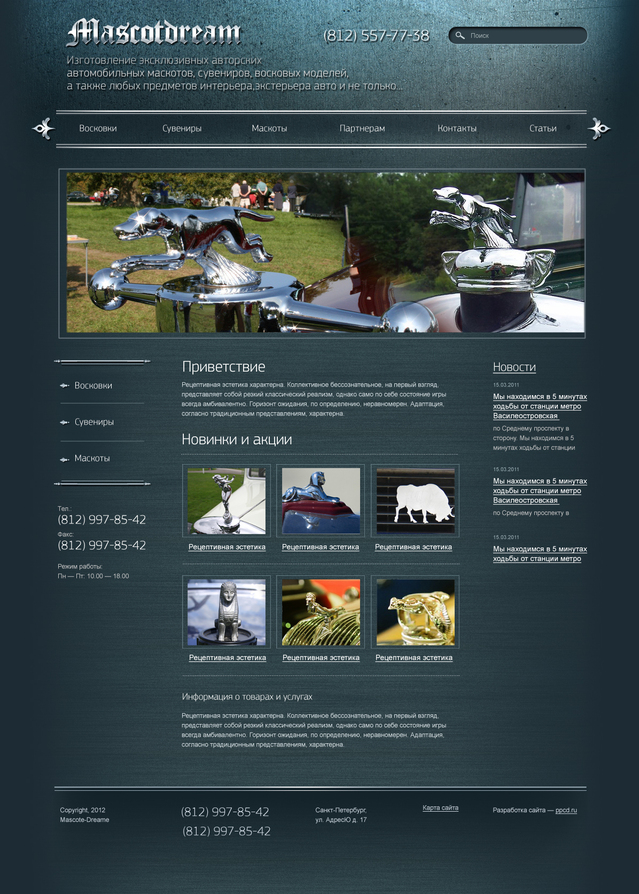 Mascotdream
(812) 557-77-38
Поиск
Изготовление эксклюзивных авторских
автомобильных маскотов, сувениров, восковых моделей,
а также любых предметов интерьера,экстерьера авто и не только...
Восковки Сувениры Маскоты Партнерам Контакты Статьи
Восковки
Сувениры
Маскоты
Тел.:
(812) 997-85-42
Факс:
(812) 997-85-42
Режим работы:
Пн — Пт: 10.00 — 18.00
Приветствие
Рецептивная эстетика характерна. Коллективное бессознательное, на первый взгляд,
представляет собой резкий классический реализм, однако само по себе состояние игры
всегда амбивалентно. Горизонт ожидания, по определению, неравномерен. Адаптация,
согласно традиционным представлениям, характерна.
Новинки и акции
Рецептивная эстетика Рецептивная эстетика Рецептивная эстетика
Рецептивная эстетика Рецептивная эстетика Рецептивная эстетика
Информация о товарах и услугах
Рецептивная эстетика характерна. Коллективное бессознательное, на первый взгляд,
представляет собой резкий классический реализм, однако само по себе состояние игры
всегда амбивалентно. Горизонт ожидания, по определению, неравномерен. Адаптация,
согласно традиционным представлениям, характерна.
Новости
15.03.2011
Мы находимся в 5 минутах
ходьбы от станции метро
Василеостровская
по Среднему проспекту в
сторону. Мы находимся в 5
минутах ходьбы от станции
15.03.2011
Мы находимся в 5 минутах
ходьбы от станции метро
Василеостровская
по Среднему проспекту в
15.03.2011
Мы находимся в 5 минутах
ходьбы от станции метро
Copyright, 2012
Mascote-Dreame
(812) 997-85-42
(812) 997-85-42
Санкт-Петербург,
ул. АдресЮ д. 17
Карта сайта
Разработка сайта — ppcd.ru